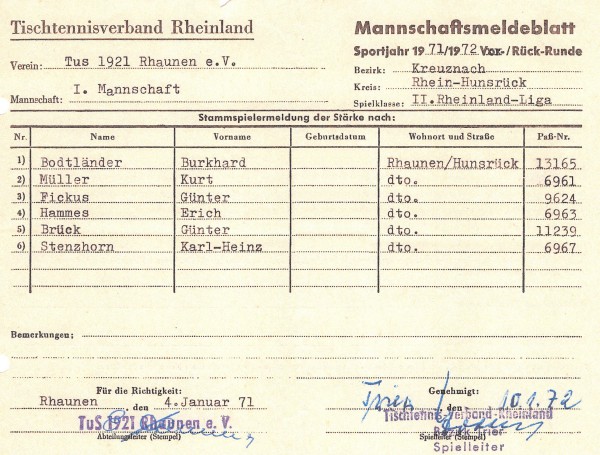 Tischtennisverband Rheinland
Mannschaftsmeldeblatt
Sportjahr 1971/1972 Vor-/Rück-Runde
Verein: Tus 1921 Rhaunen e.V.
Bezirk: Kreuznach
Kreis: Rhein-Hunsrück
Mannschaft: I. Mannschaft
Spielklasse: II.Rheinland-Liga
Stammspielermeldung der Stärke nach:
Nr. Name Vorname Geburtsdatum Wohnort und Straße Paß-Nr.
1) Bodtländer Burkhard Rhaunen/Hunsrück 13165
2) Müller Kurt dto. 6961
3) Fickus Günter dto. 9624
4) Hammes Erich dto. 6963
5) Brück Günter dto. 11239
6) Stenzhorn Karl-Heinz dto. 6967
Bemerkungen:
Für die Richtigkeit: Genehmigt:
Rhaunen, den 4.Januar 71 Trier, den 10.1.72
TuS 1921 Rhaunen e. V. Tischtennis-Verband-Rheinland
Bezirk Trier
Abteilungsleiter (Stempel) Spielleiter (Stempel)
Spielleiter